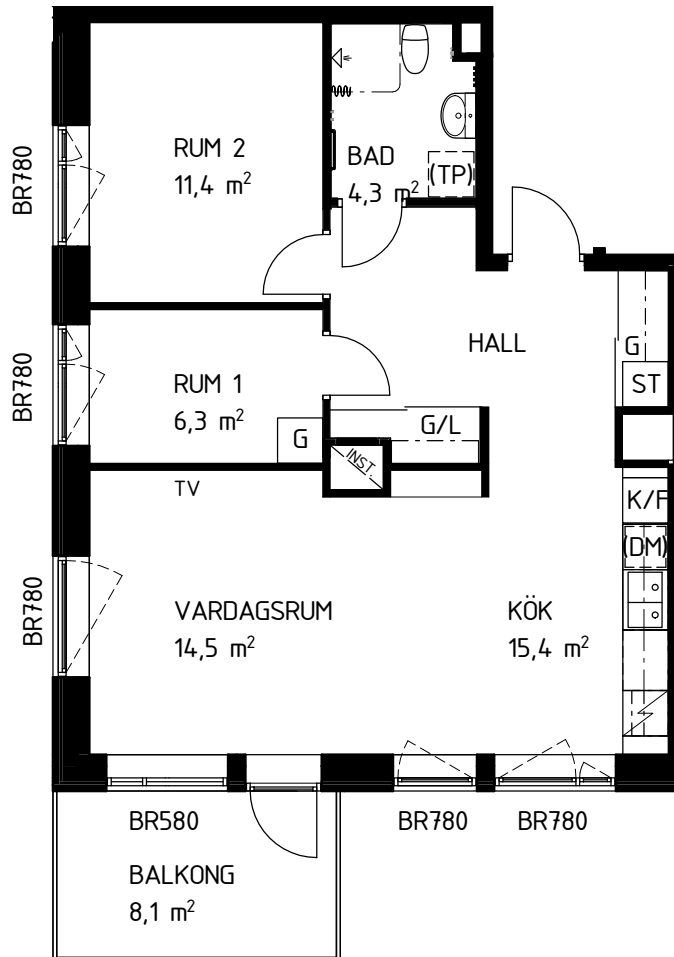 RUM 2
11,4 m²
BAD
4,3 m²
(TP)
BR780
HALL
G
ST
BR780
RUM 1
6,3 m²
G
G/L
INST.
TV
K/F
(DM)
BR780
VARDAGSRUM
14,5 m²
KÖK
15,4 m²
BR580
BR780
BR780
BALKONG
8,1 m²